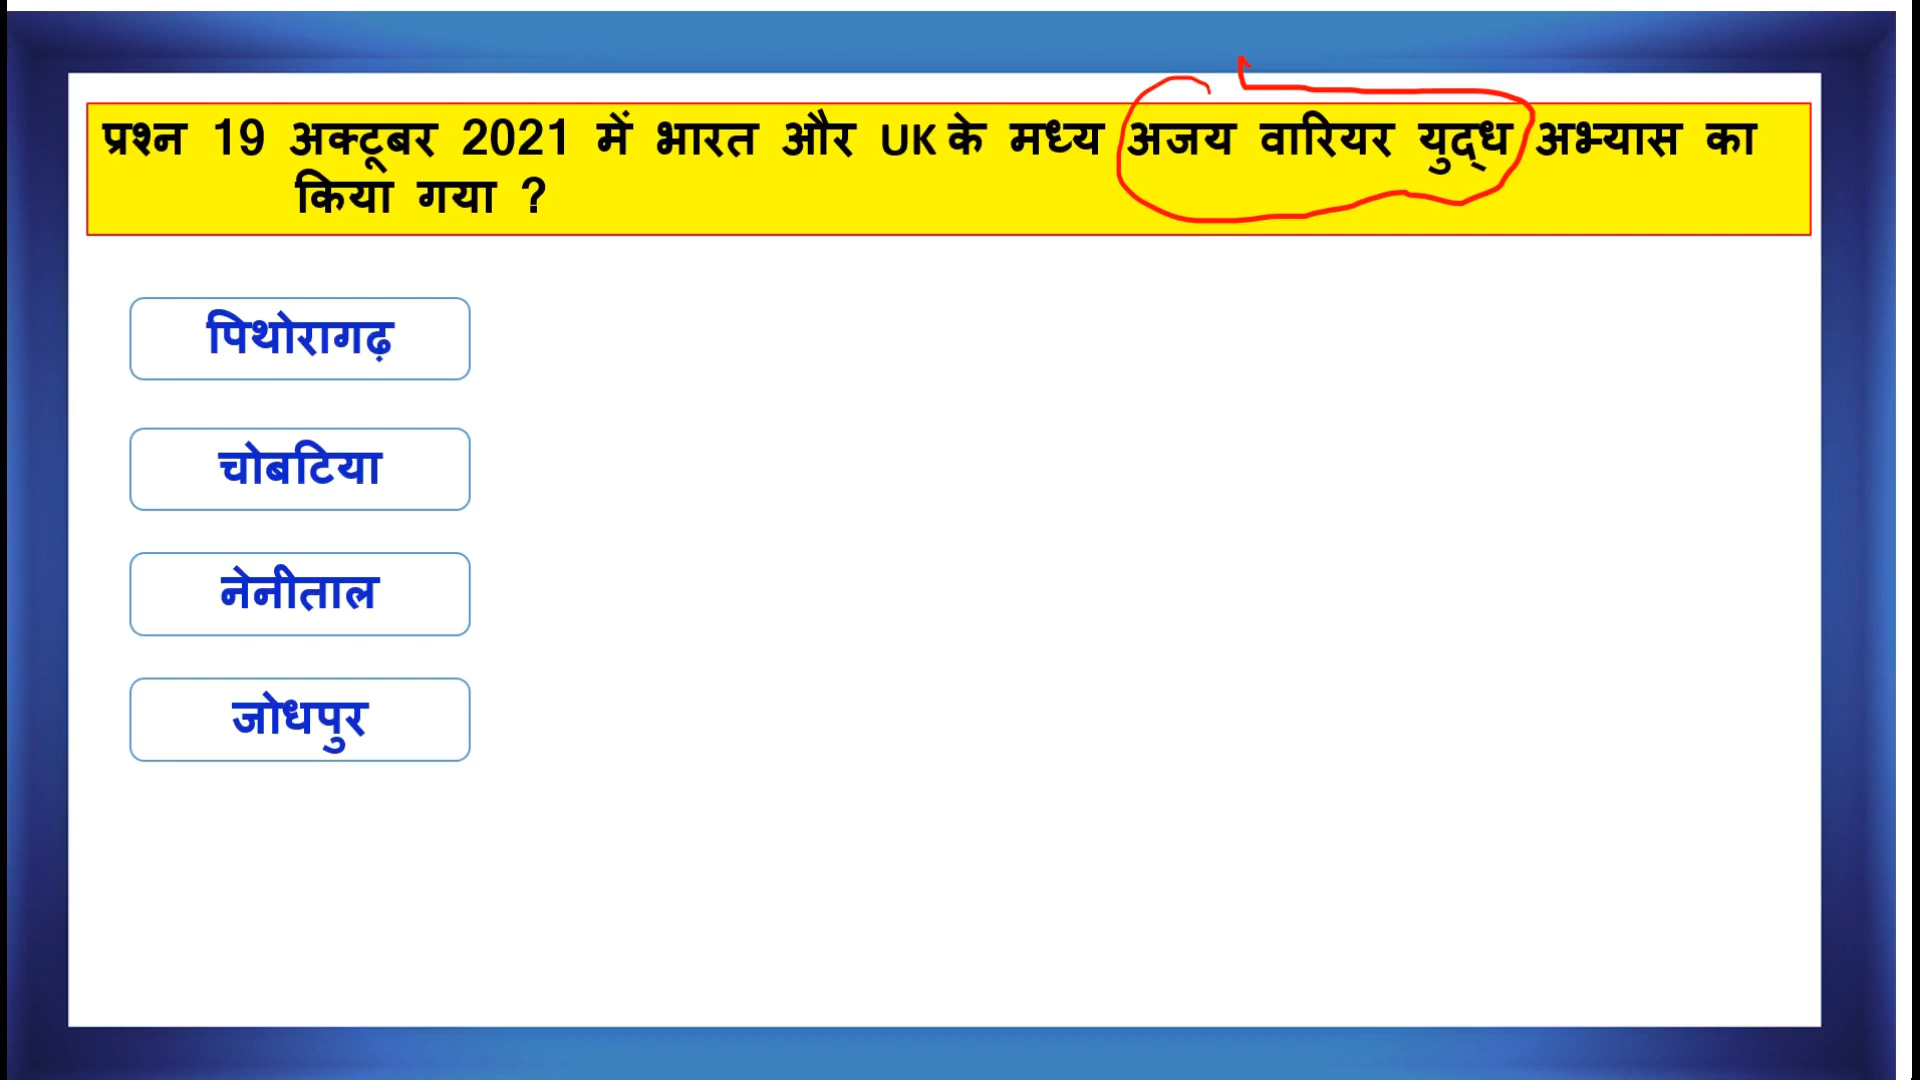 प्रश्न 19 अक्टूबर 2021 में भारत और UK के मध्य अजय वारियर युद्ध अभ्यास का
किया गया ?
पिथोरागढ़
चोबटिया
नेनीताल
जोधपुर